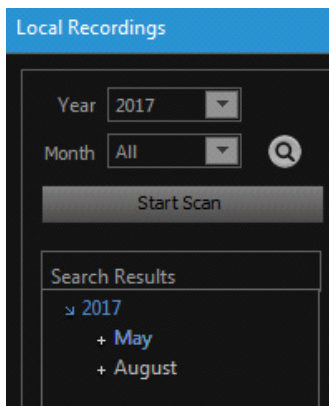 Local Recordings
Year 2017
Month All
Start Scan
Search Results
2017
+ May
+ August